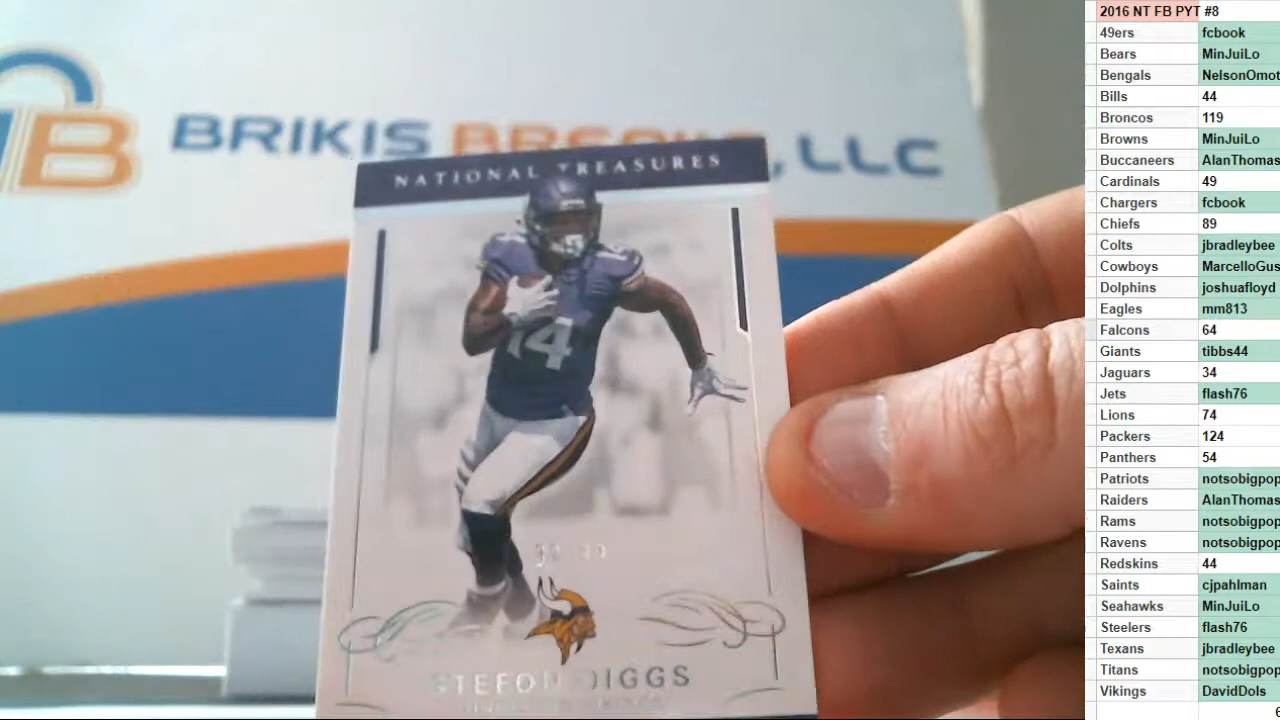 BRIKIS BREAKS, LLC
B
NATIONAL TREASURES
14
STEFON DIGGS
2016 NT FB PYT #8
49ers fcbook
Bears MinJuiLo
Bengals NelsonOmot
Bills 44
Broncos 119
Browns MinJuiLo
Buccaneers AlanThomas
Cardinals 49
Chargers fcbook
Chiefs 89
Colts jbradleybee
Cowboys MarcelloGus
Dolphins joshuafloyd
Eagles mm813
Falcons 64
Giants tibbs44
Jaguars 34
Jets flash76
Lions 74
Packers 124
Panthers 54
Patriots notsobigpop
Raiders AlanThomas
Rams notsobigpop
Ravens notsobigpop
Redskins 44
Saints cjpahlman
Seahawks MinJuiLo
Steelers flash76
Texans jbradleybee
Titans notsobigpop
Vikings DavidDols
6